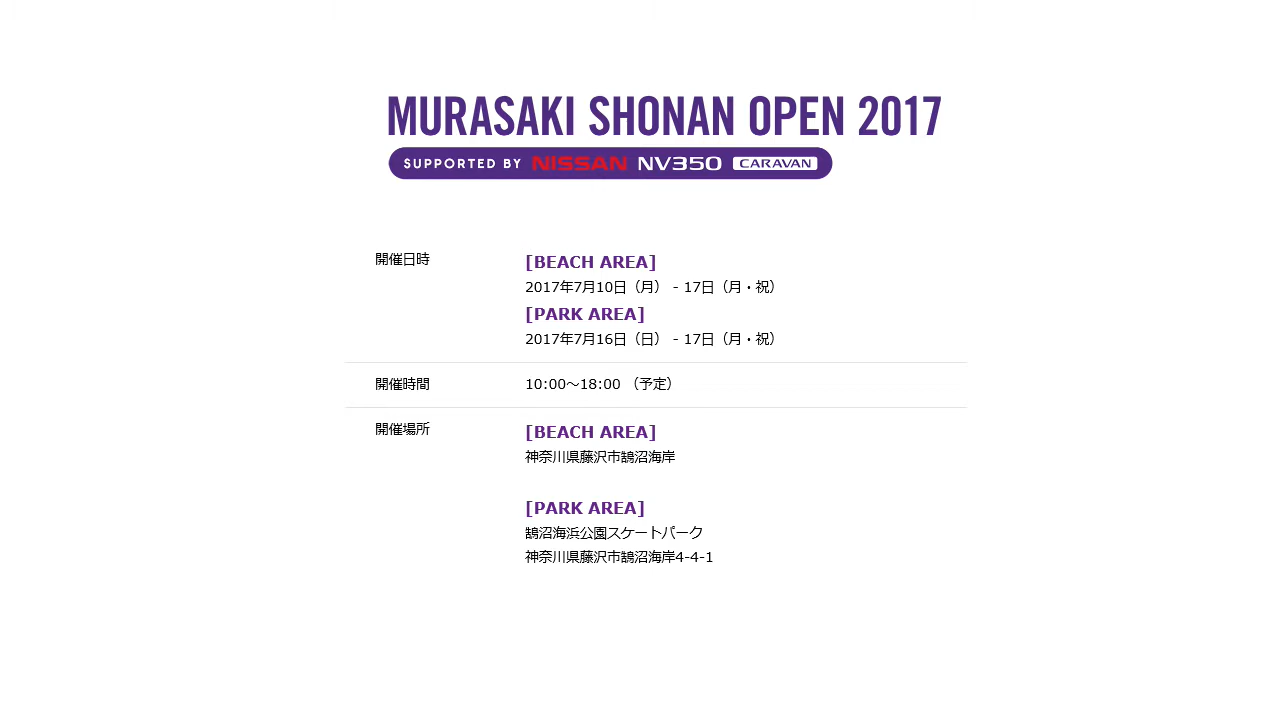 MURASAKI SHONAN OPEN 2017
SUPPORTED BY NISSAN NV350 CARAVAN
開催日時
[BEACH AREA]
2017年7月10日（月） - 17日（月・祝）
[PARK AREA]
2017年7月16日（日） - 17日（月・祝）
開催時間
10:00～18:00 （予定）
開催場所
[BEACH AREA]
神奈川県藤沢市鵠沼海岸
[PARK AREA]
鵠沼海浜公園スケートパーク
神奈川県藤沢市鵠沼海岸4-4-1